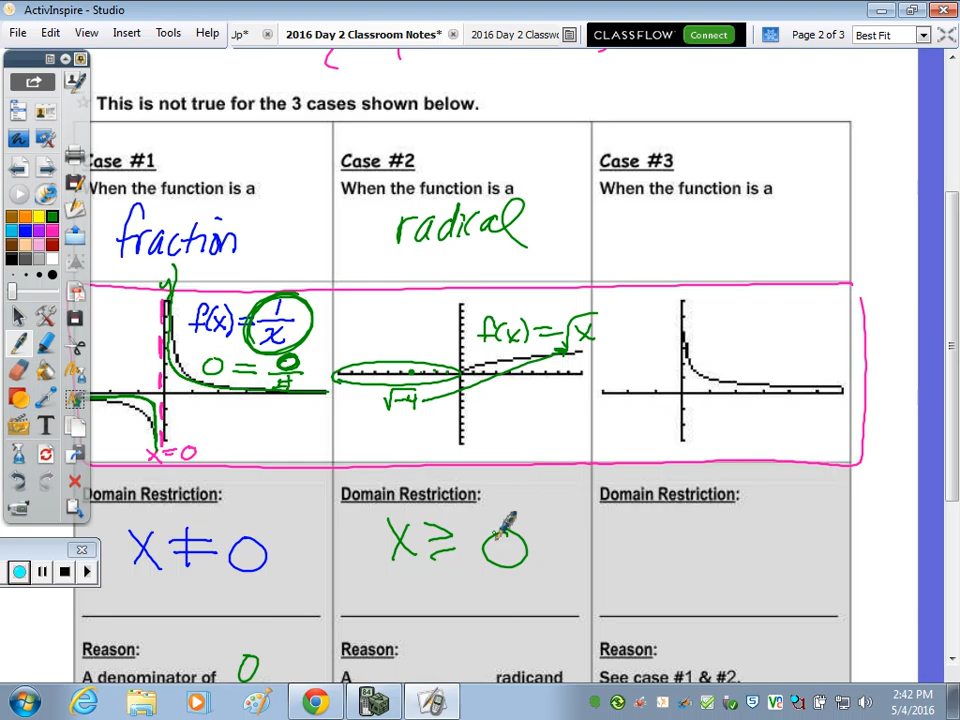 ActivInspire - Studio
File Edit View Insert Tools Help
Jp* 2016 Day 2 Classroom Notes* 2016 Day 2 Classw
CLASSFLOW Connect
Page 2 of 3 Best Fit
This is not true for the 3 cases shown below.
Case #1
When the function is a
fraction
Case #2
When the function is a
radical
Case #3
When the function is a
y
f(x) = 1/x
0 = 0/#
x=0
f(x) = √x
√-4
Domain Restriction:
x ≠ 0
Domain Restriction:
x ≥ 0
Domain Restriction:
Reason:
A denominator of 0
Reason:
A radicand
Reason:
See case #1 & #2.
2:42 PM
5/4/2016